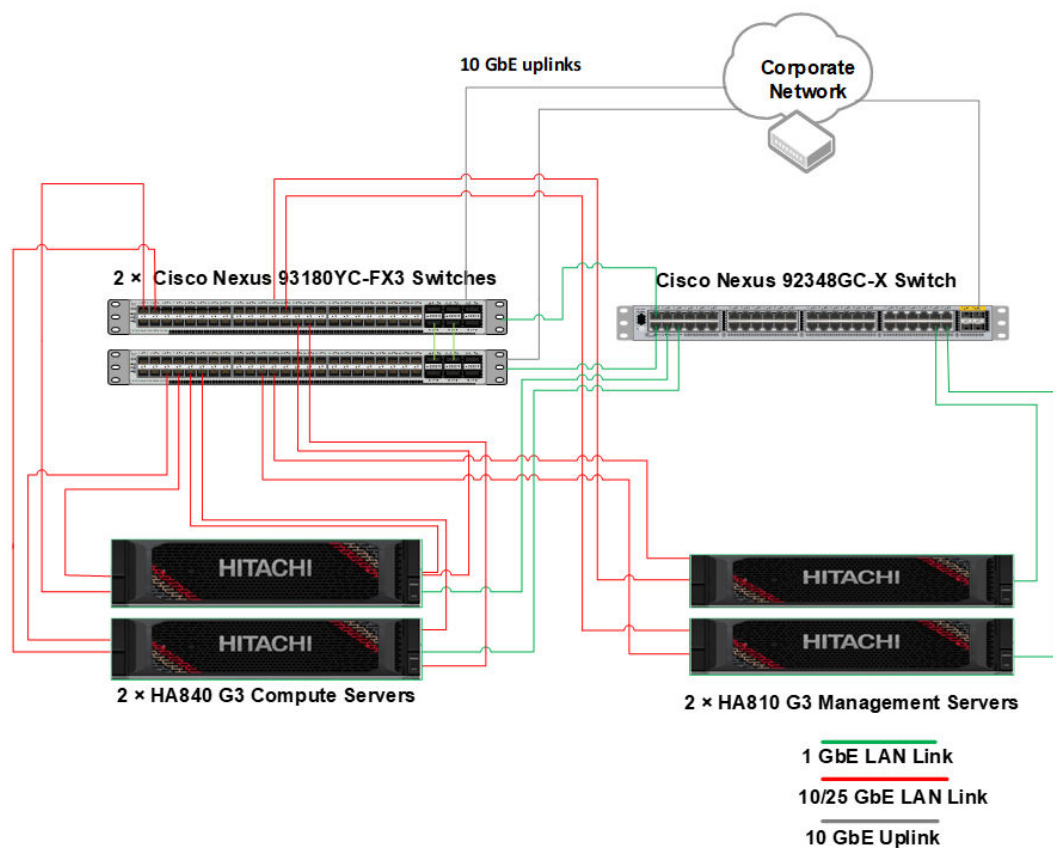 10 GbE uplinks
Corporate
Network
2 × Cisco Nexus 93180YC-FX3 Switches
Cisco Nexus 92348GC-X Switch
HITACHI
HITACHI
HITACHI
HITACHI
2 × HA840 G3 Compute Servers
2 × HA810 G3 Management Servers
1 GbE LAN Link
10/25 GbE LAN Link
10 GbE Uplink